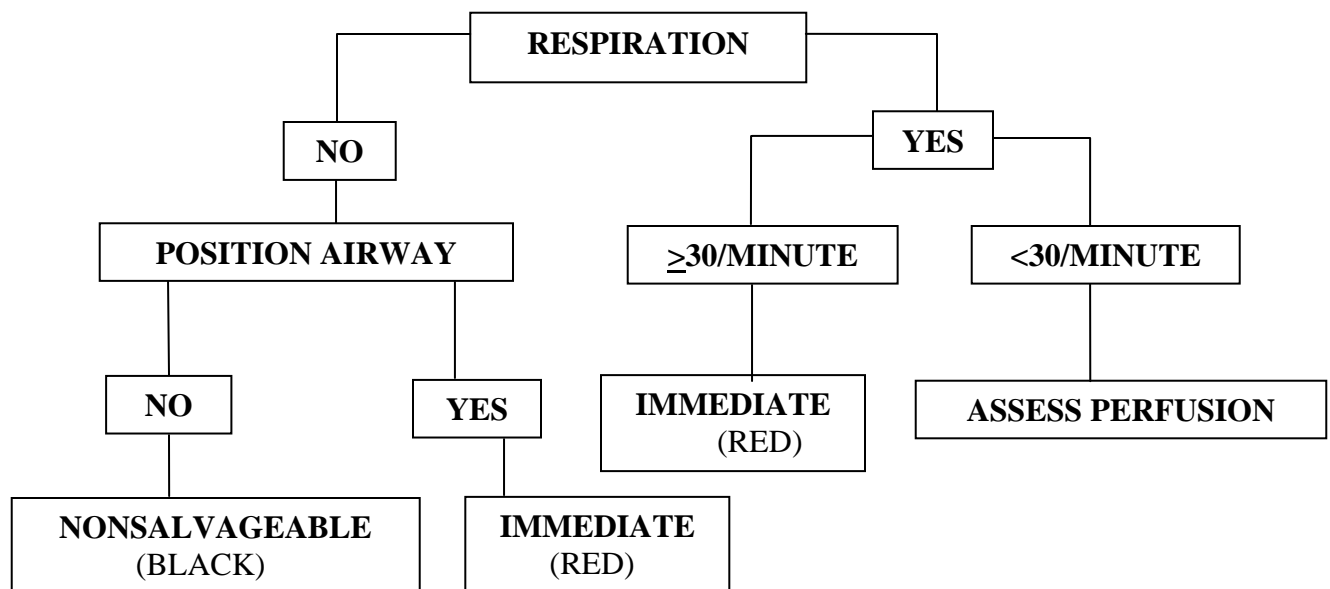 RESPIRATION
NO
YES
POSITION AIRWAY
≥30/MINUTE
<30/MINUTE
NO
YES
IMMEDIATE
(RED)
ASSESS PERFUSION
NONSALVAGEABLE
(BLACK)
IMMEDIATE
(RED)